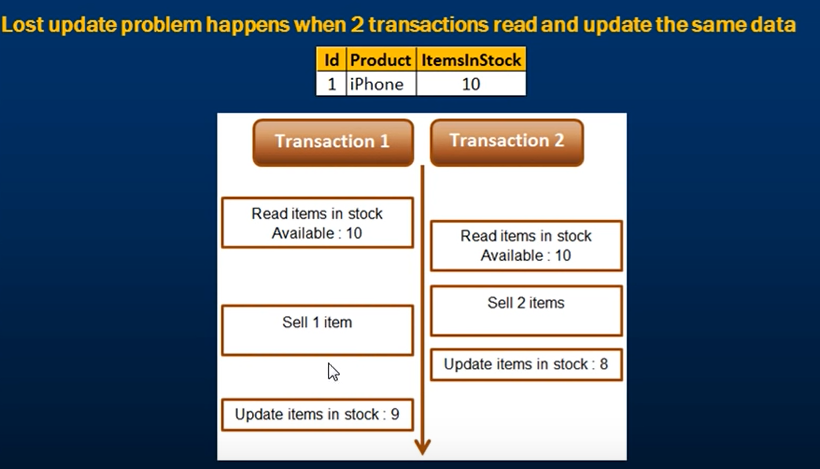 Lost update problem happens when 2 transactions read and update the same data
Id Product ItemsInStock
1 iPhone 10
Transaction 1 Transaction 2
Read items in stock
Available : 10
Read items in stock
Available : 10
Sell 2 items
Sell 1 item
Update items in stock : 8
Update items in stock : 9